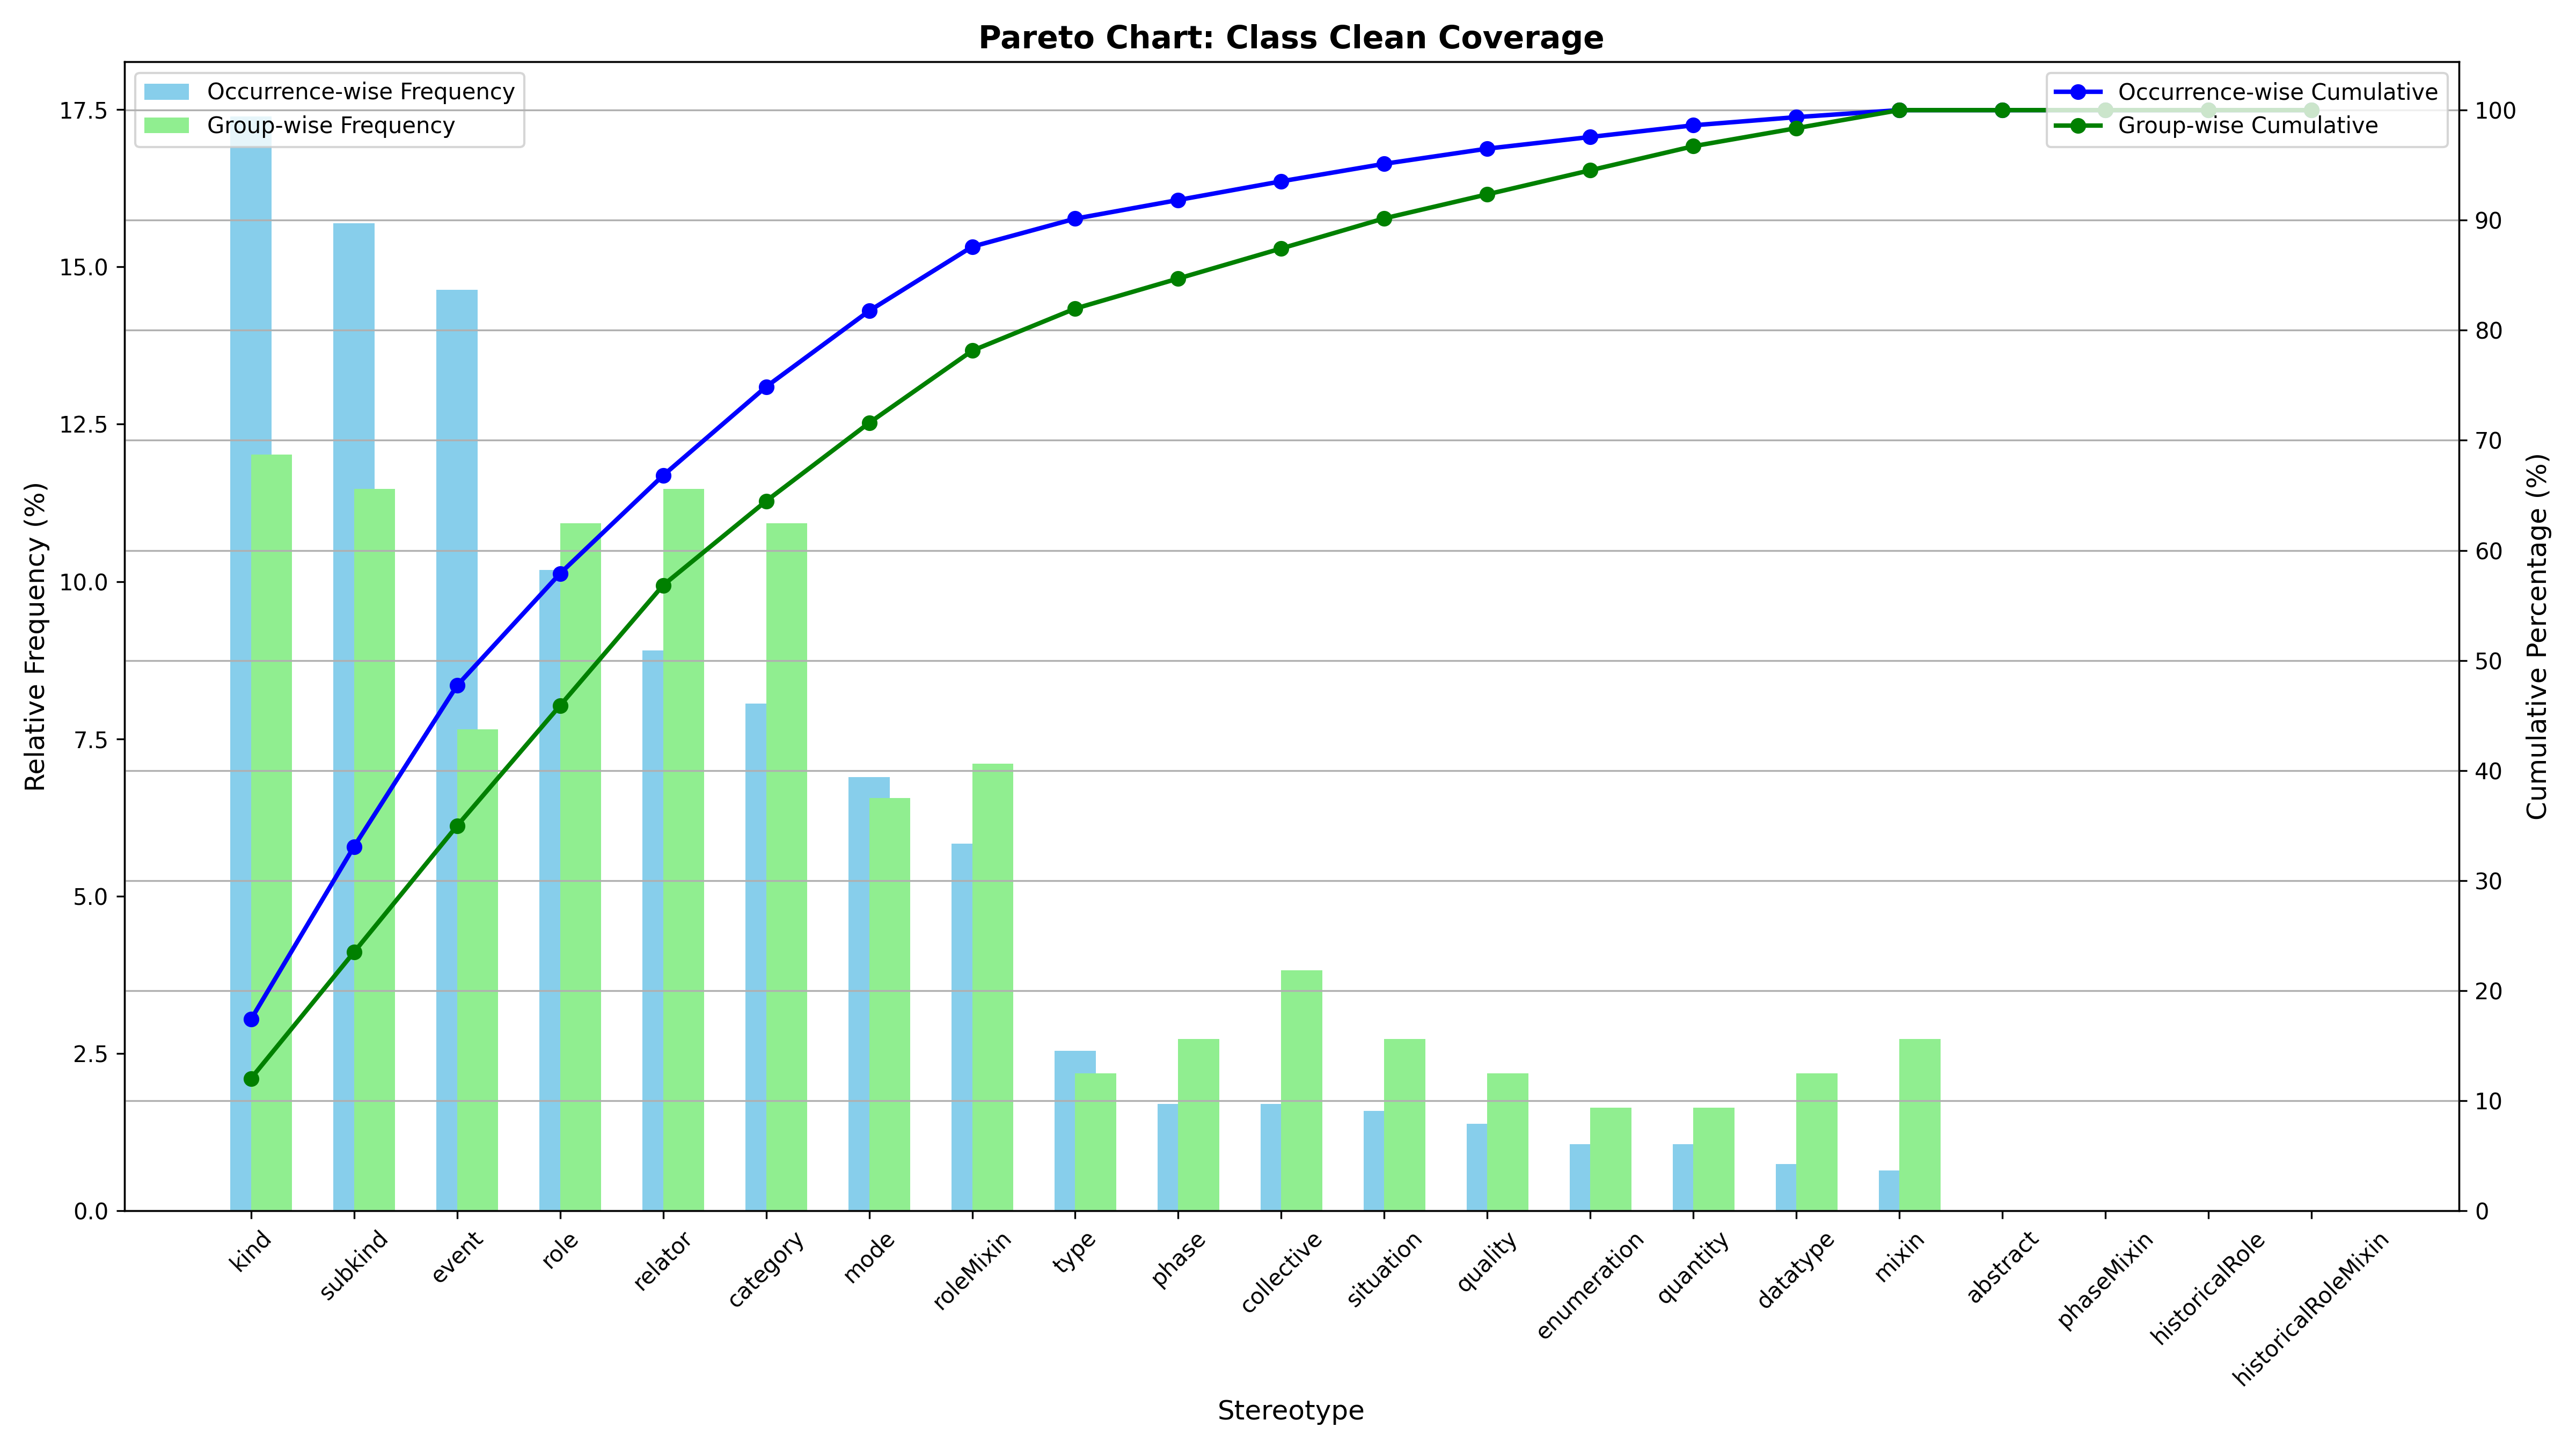 Pareto Chart: Class Clean Coverage
Occurrence-wise Frequency
Group-wise Frequency
Occurrence-wise Cumulative
Group-wise Cumulative
Relative Frequency (%)
17.5
15.0
12.5
10.0
7.5
5.0
2.5
0.0
Cumulative Percentage (%)
100
90
80
70
60
50
40
30
20
10
0
kind
subkind
event
role
relator
category
mode
roleMixin
type
phase
collective
situation
quality
enumeration
quantity
datatype
mixin
abstract
phaseMixin
historicalRole
historicalRoleMixin
Stereotype